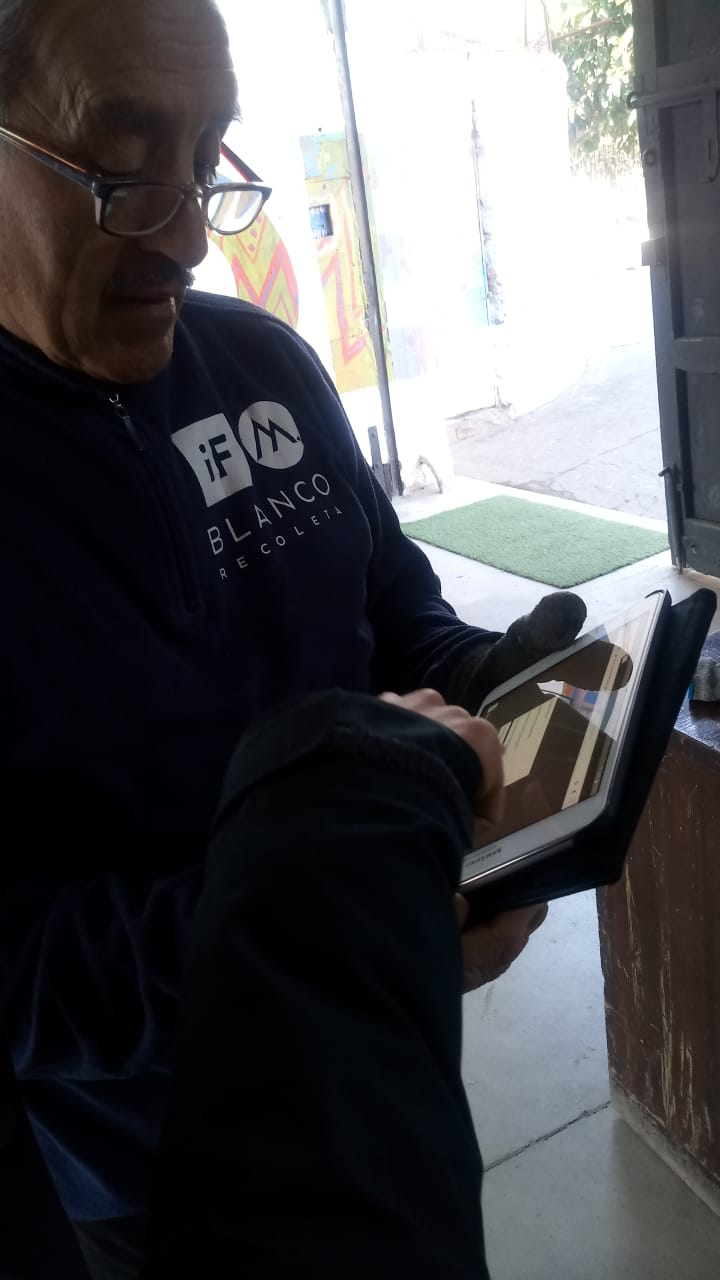 iF M.
BLANCO
RECOLETA
SAMSUNG